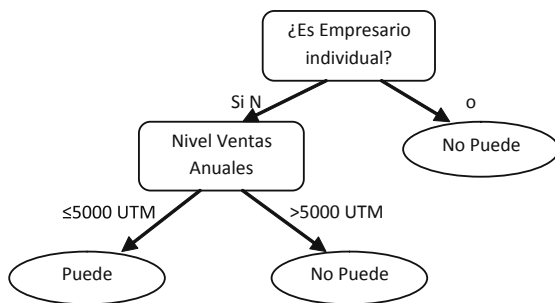 ¿Es Empresario
individual?
Si N
o
Nivel Ventas
Anuales
No Puede
≤5000 UTM
>5000 UTM
Puede
No Puede